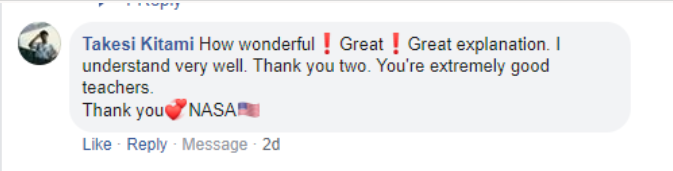 Reply
Takesi Kitami How wonderful❗Great❗Great explanation. I
understand very well. Thank you two. You're extremely good
teachers.
Thank you💞NASA🇺🇸
Like · Reply · Message · 2d